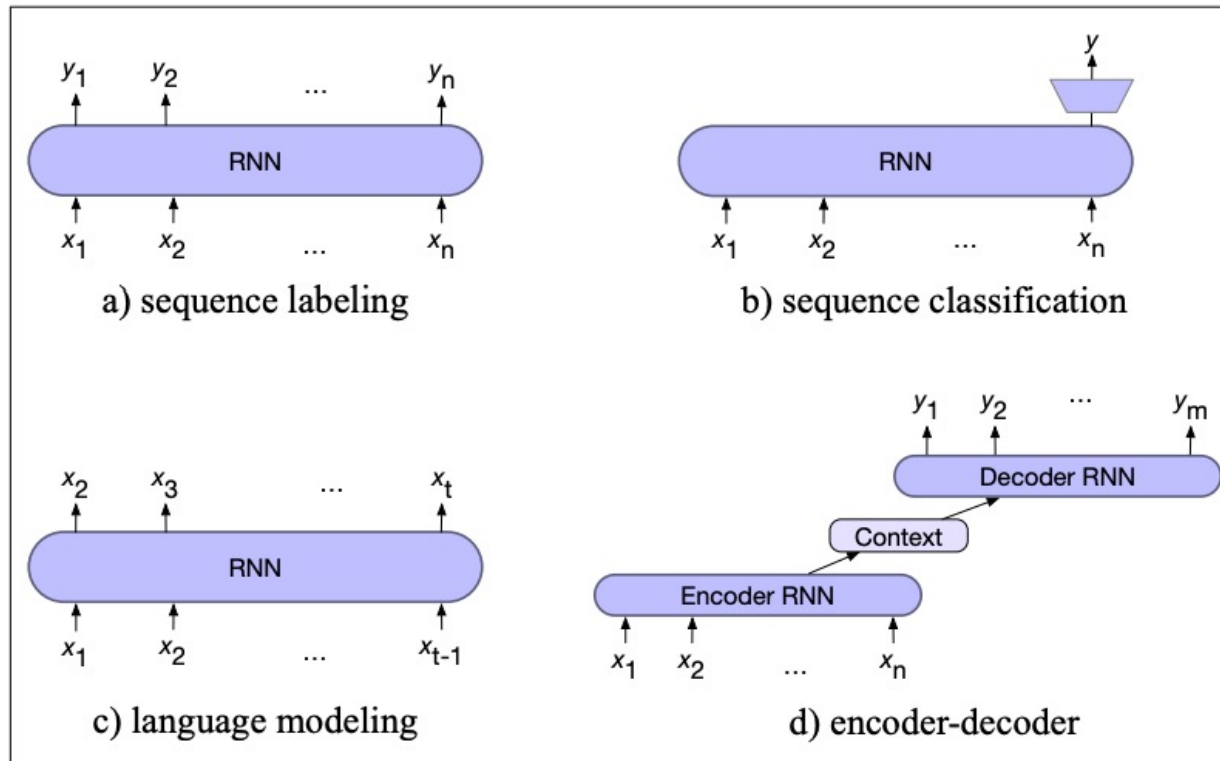 y1 y2 ... yn
RNN
x1 x2 ... xn
a) sequence labeling
y
RNN
x1 x2 ... xn
b) sequence classification
x2 x3 ... xt
RNN
x1 x2 ... xt-1
c) language modeling
y1 y2 ... ym
Decoder RNN
Context
Encoder RNN
x1 x2 ... xn
d) encoder-decoder